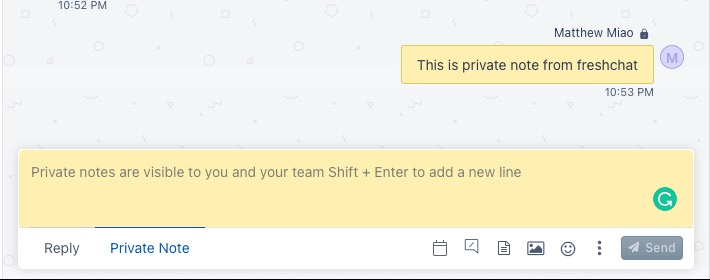 10:52 PM
Matthew Miao
This is private note from freshchat
M
10:53 PM
Private notes are visible to you and your team Shift + Enter to add a new line
Reply
Private Note
Send